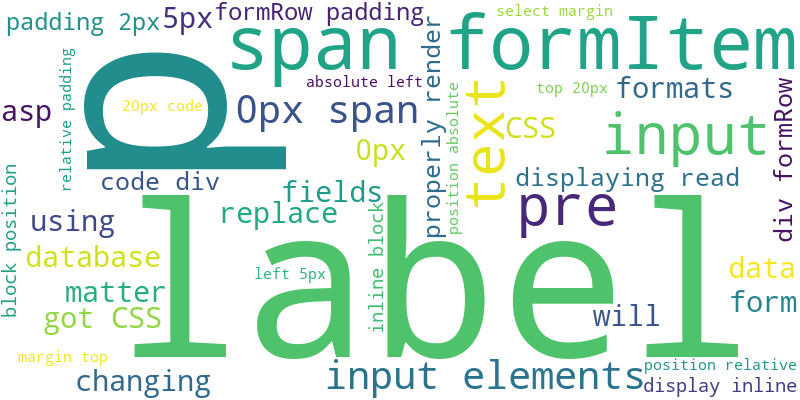 padding 2px
5px
formRow padding
select margin
span
formItem
relative padding
p
absolute left
properly render
top 20px
formats
asp
20px code
0px span
position absolute
text
CSS
input
div formRow
0px
code div
fields
displaying read
block position
using
replace
inline block
pre
database
label
left 5px
data
matter
form
got CSS
will
margin top
changing
input elements
position relative
display inline